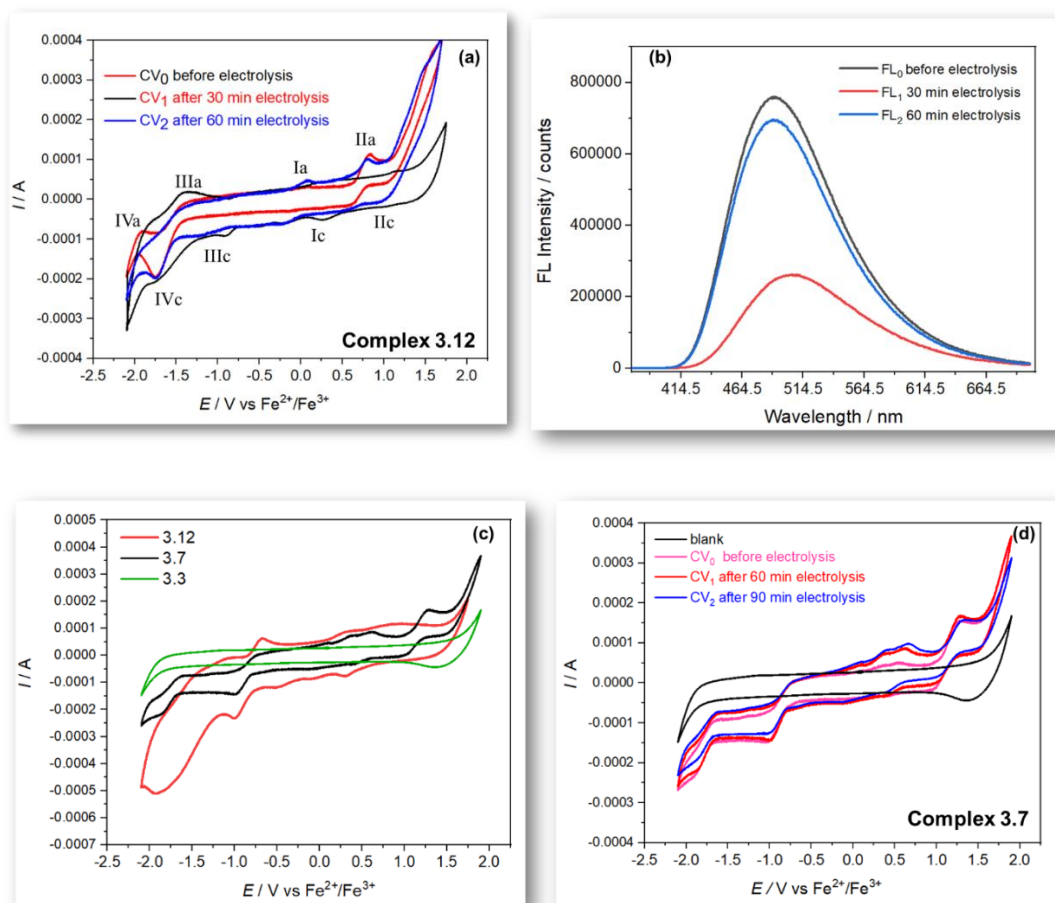 (a)
CV0 before electrolysis
CV1 after 30 min electrolysis
CV2 after 60 min electrolysis
0.0004
0.0003
0.0002
0.0001
0.0000
-0.0001
-0.0002
-0.0003
-0.0004
I / A
Ia
IIa
IIIa
IVa
Ic
IIc
IIIc
IVc
Complex 3.12
-2.5 -2.0 -1.5 -1.0 -0.5 0.0 0.5 1.0 1.5 2.0
E / V vs Fe2+/Fe3+
(b)
FL0 before electrolysis
FL1 30 min electrolysis
FL2 60 min electrolysis
800000
600000
400000
200000
0
FL Intensity / counts
414.5 464.5 514.5 564.5 614.5 664.5
Wavelength / nm
(c)
3.12
3.7
3.3
0.0005
0.0004
0.0003
0.0002
0.0001
0.0000
-0.0001
-0.0002
-0.0003
-0.0004
-0.0005
-0.0006
-0.0007
I / A
-2.5 -2.0 -1.5 -1.0 -0.5 0.0 0.5 1.0 1.5 2.0
E / V vs Fe2+/Fe3+
(d)
blank
CV0 before electrolysis
CV1 after 60 min electrolysis
CV2 after 90 min electrolysis
0.0004
0.0003
0.0002
0.0001
0.0000
-0.0001
-0.0002
-0.0003
-0.0004
I / A
Complex 3.7
-2.5 -2.0 -1.5 -1.0 -0.5 0.0 0.5 1.0 1.5 2.0
E / V vs Fe2+/Fe3+